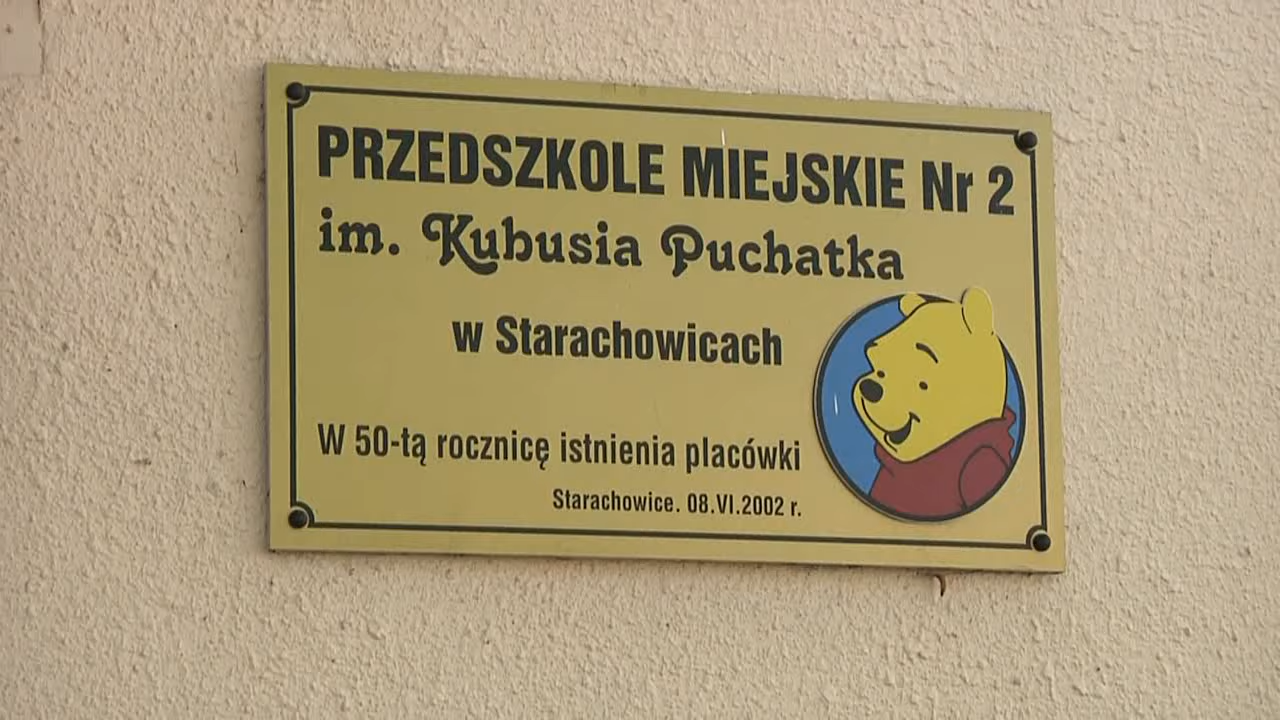 PRZEDSZKOLE MIEJSKIE Nr 2
im. Kubusia Puchatka
w Starachowicach
W 50-tą rocznicę istnienia placówki
Starachowice. 08.VI.2002 r.